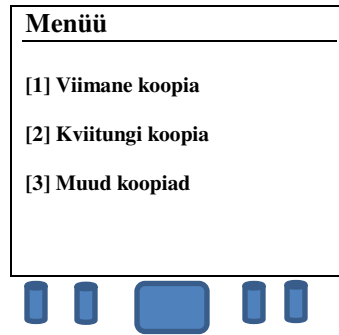 Menüü
[1] Viimane koopia
[2] Kviitungi koopia
[3] Muud koopiad